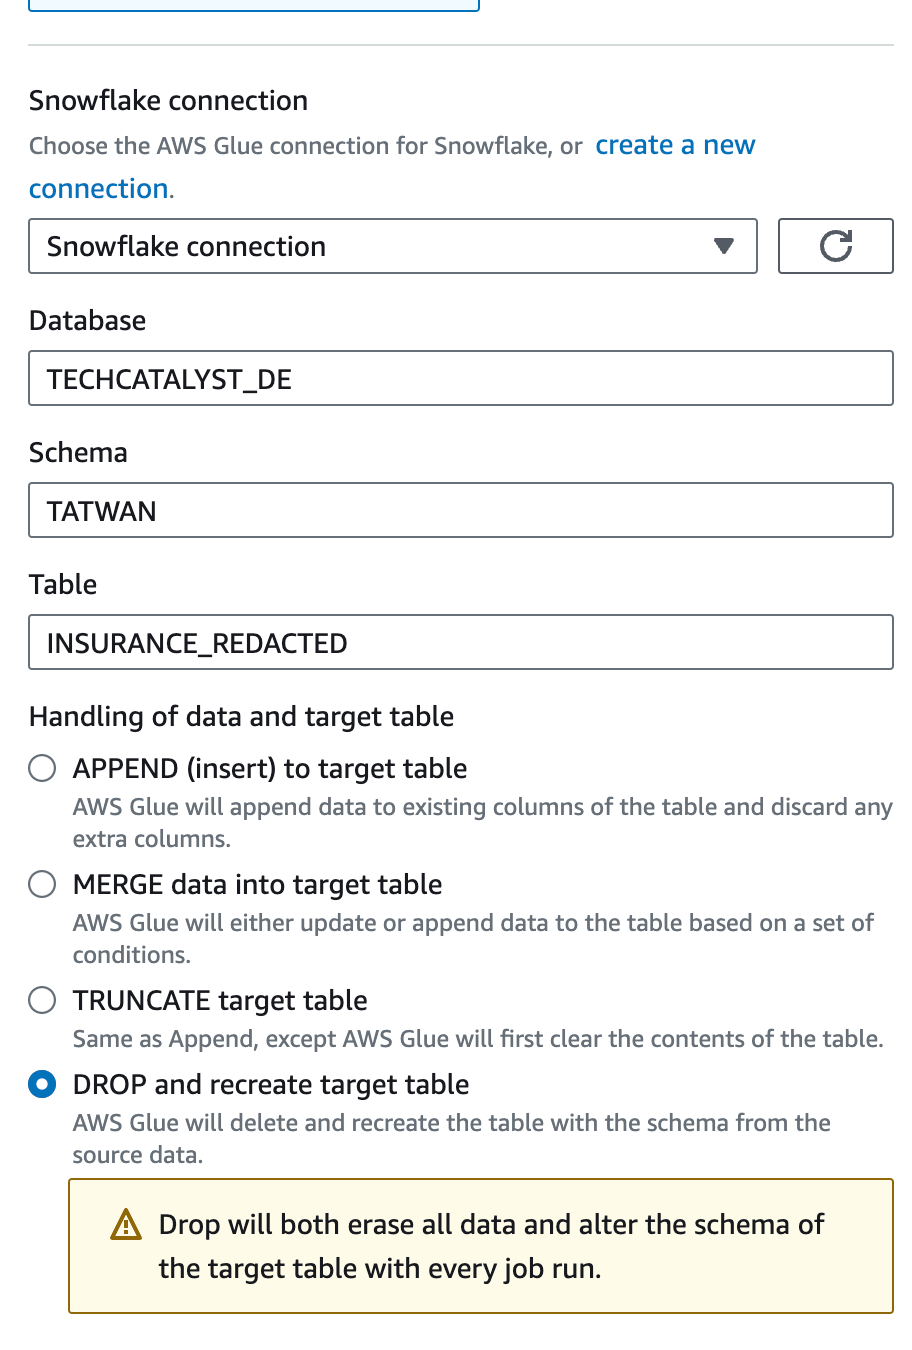 Snowflake connection
Choose the AWS Glue connection for Snowflake, or create a new
connection.
Snowflake connection
Database
TECHCATALYST_DE
Schema
TATWAN
Table
INSURANCE_REDACTED
Handling of data and target table
APPEND (insert) to target table
AWS Glue will append data to existing columns of the table and discard any
extra columns.
MERGE data into target table
AWS Glue will either update or append data to the table based on a set of
conditions.
TRUNCATE target table
Same as Append, except AWS Glue will first clear the contents of the table.
DROP and recreate target table
AWS Glue will delete and recreate the table with the schema from the
source data.
Drop will both erase all data and alter the schema of
the target table with every job run.